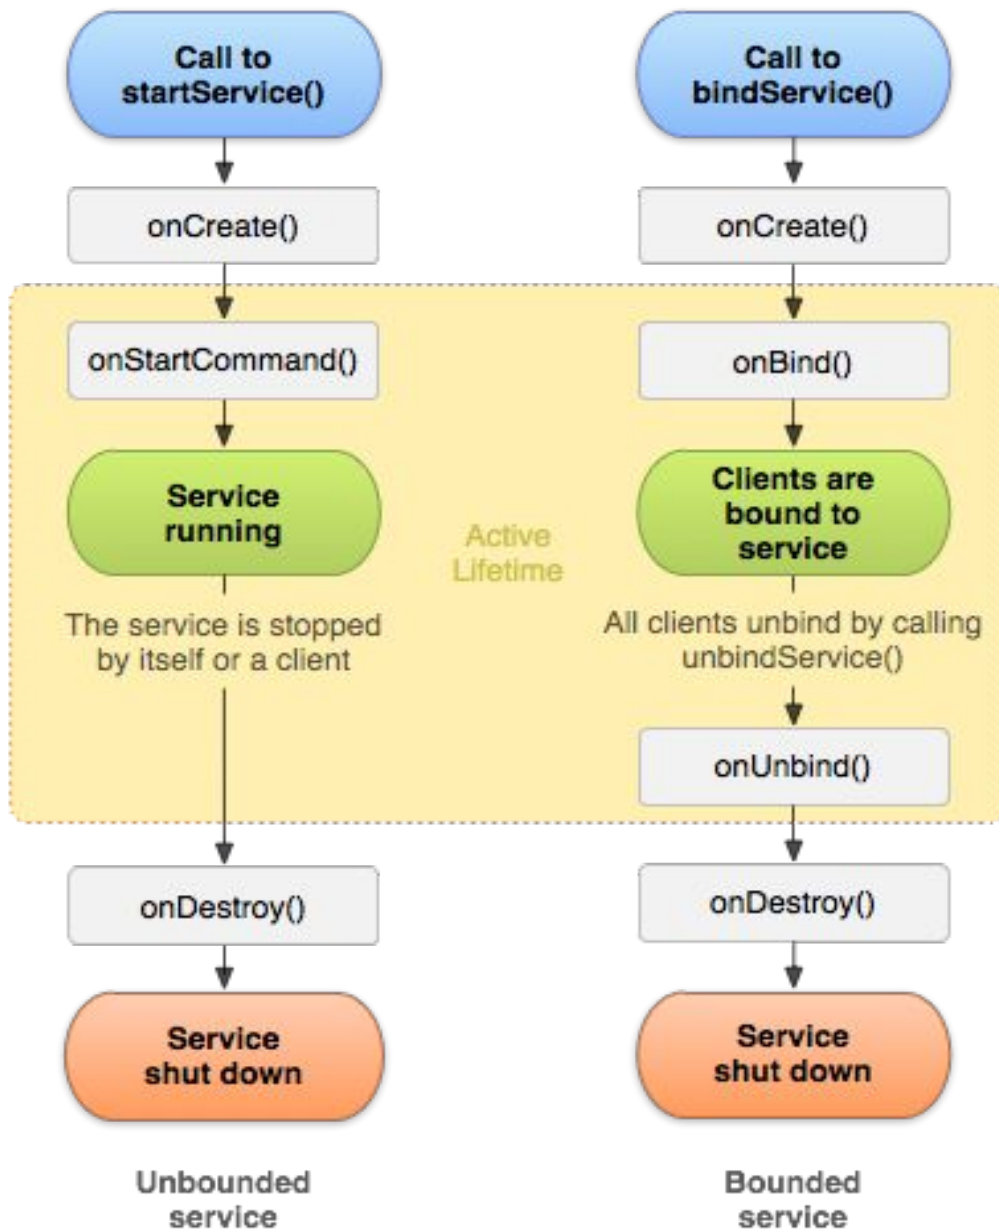 Call to
startService()
onCreate()
onStartCommand()
Service
running
The service is stopped
by itself or a client
onDestroy()
Service
shut down
Unbounded
service
Active
Lifetime
Call to
bindService()
onCreate()
onBind()
Clients are
bound to
service
All clients unbind by calling
unbindService()
onUnbind()
onDestroy()
Service
shut down
Bounded
service